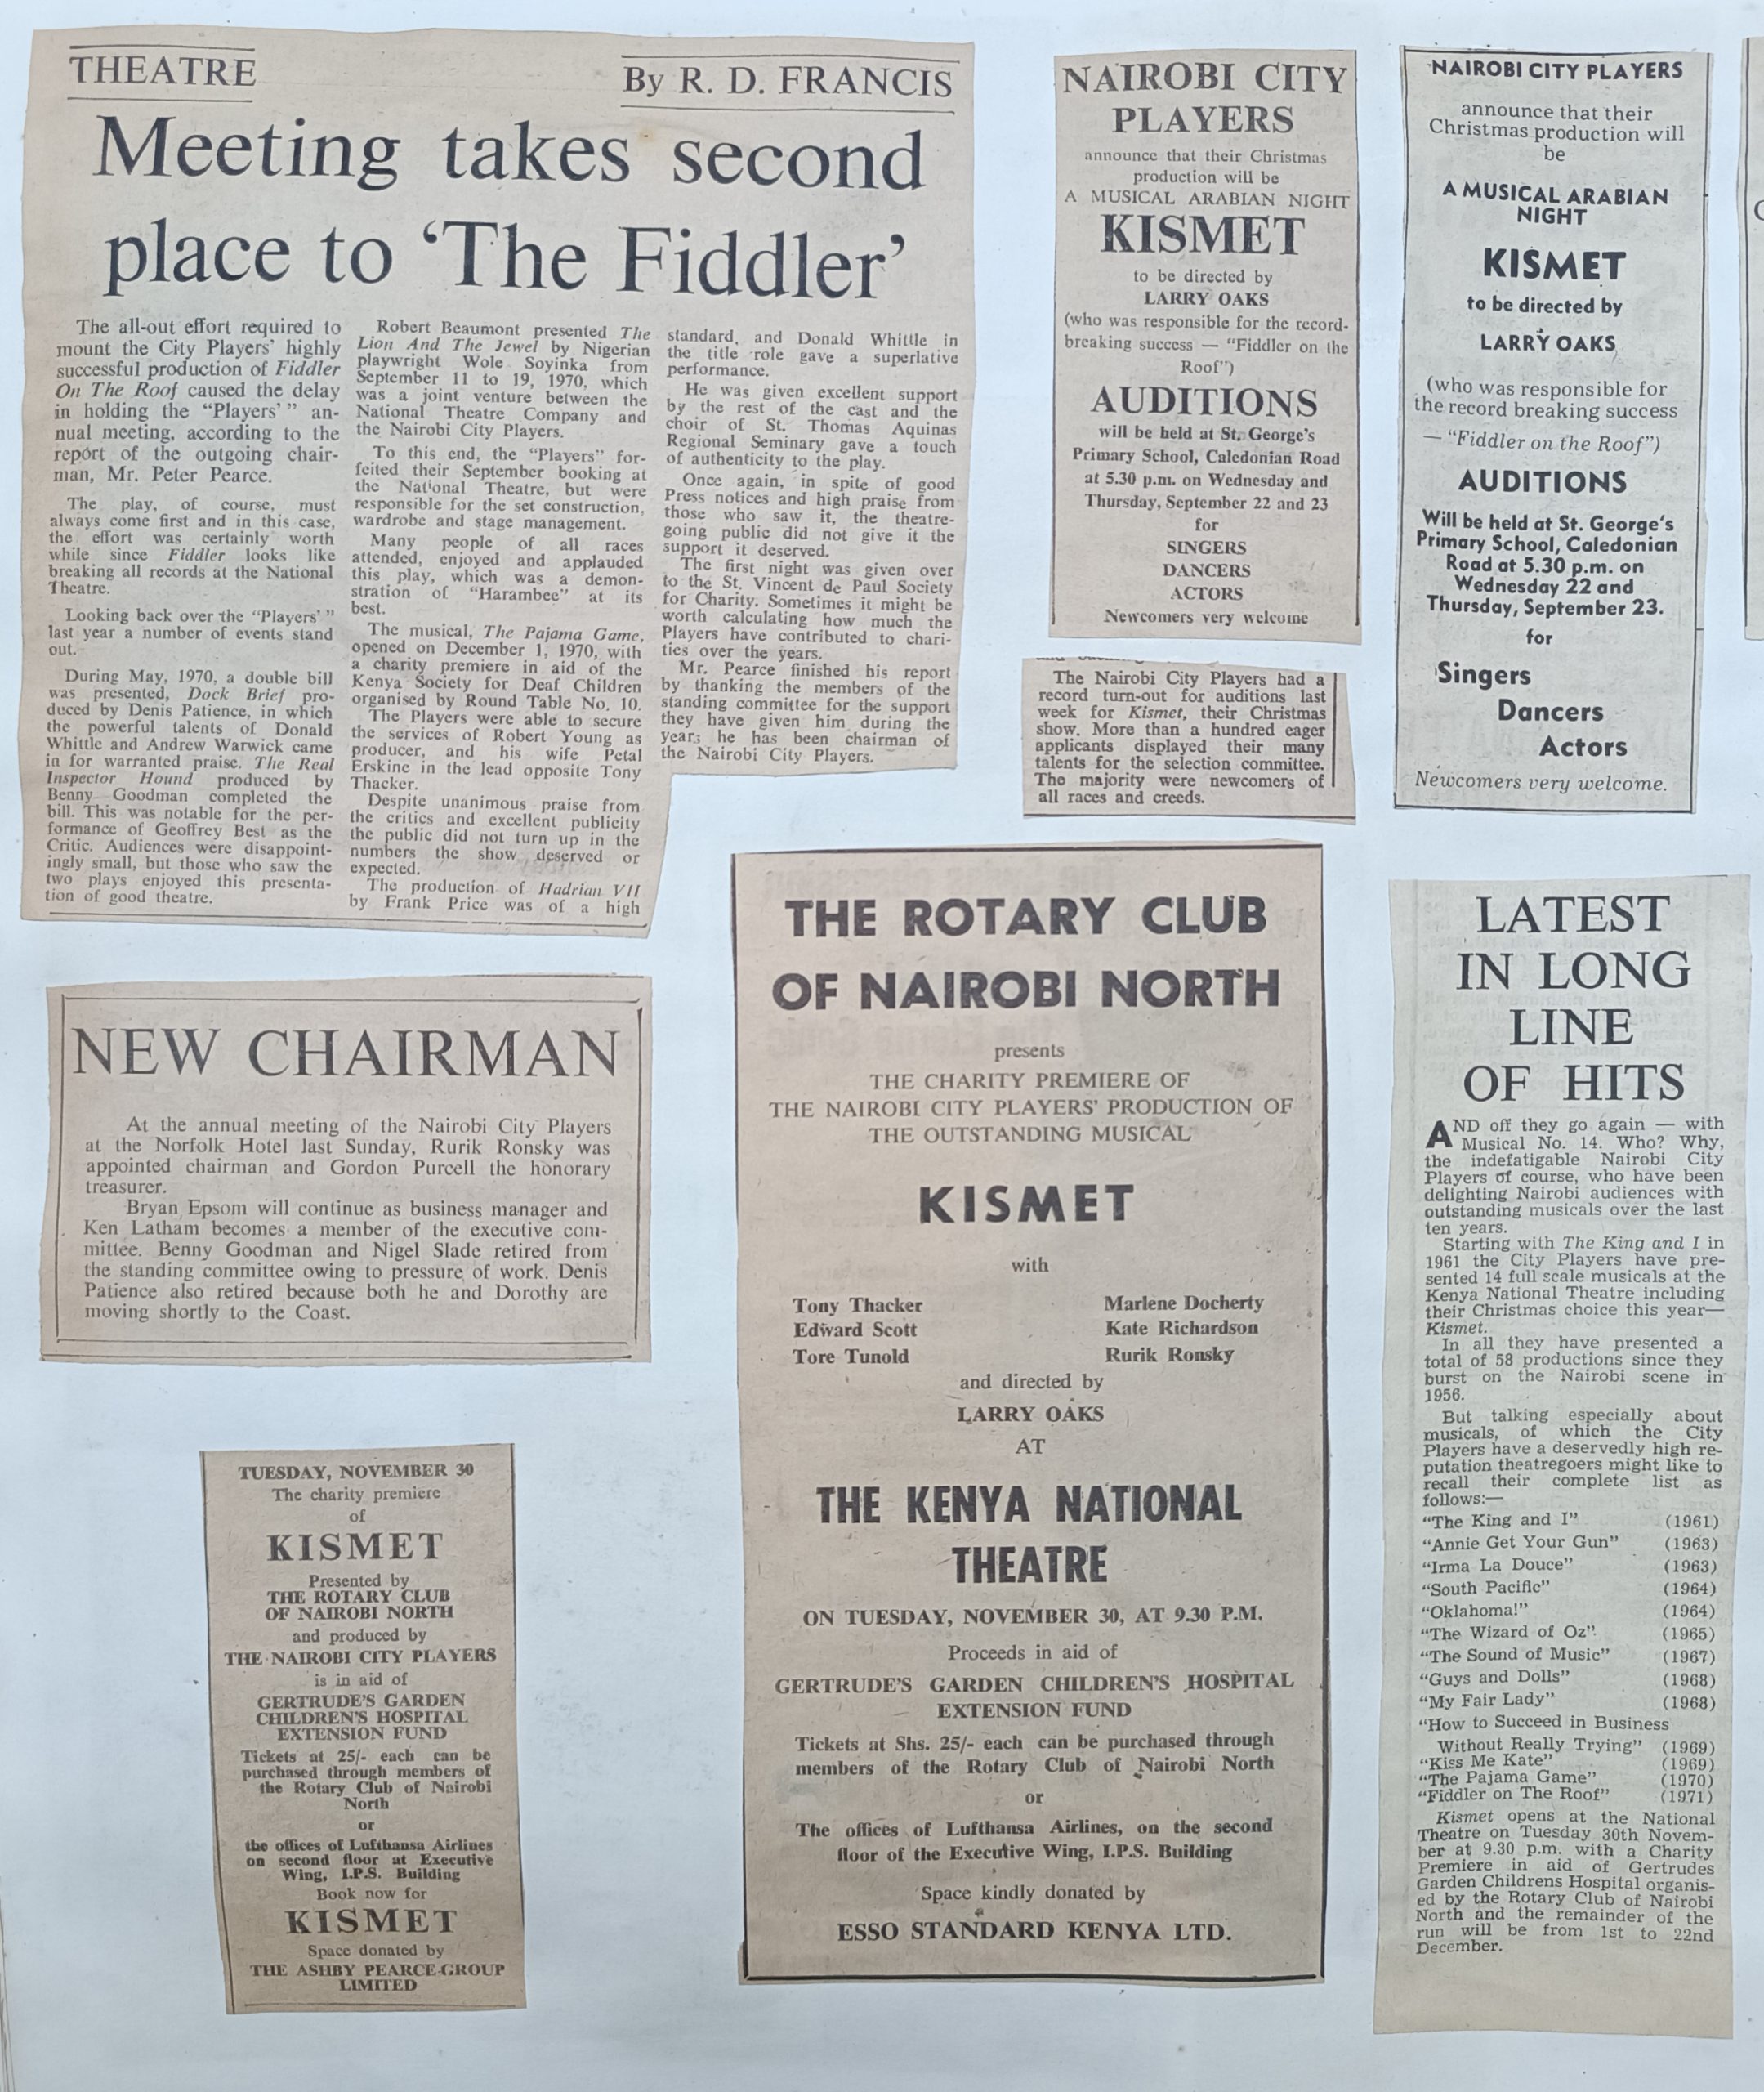 THEATRE
By R. D. FRANCIS
Meeting takes second
place to ‘The Fiddler’
The all-out effort required to
mount the City Players’ highly
successful production of Fiddler
On The Roof caused the delay
in holding the “Players’” an-
nual meeting, according to the
report of the outgoing chair-
man, Mr. Peter Pearce.
The play, of course, must
always come first and in this case,
the effort was certainly worth
while since Fiddler looks like
breaking all records at the National
Theatre.
Looking back over the “Players’”
last year a number of events stand
out.
During May, 1970, a double bill
was presented, Dock Brief pro-
duced by Denis Patience, in which
the powerful talents of Donald
Whittle and Andrew Warwick came
in for warranted praise. The Real
Inspector Hound produced by
Benny Goodman completed the
bill. This was notable for the per-
formance of Geoffrey Best as the
Critic. Audiences were disappoint-
ingly small, but those who saw the
two plays enjoyed this presenta-
tion of good theatre.
Robert Beaumont presented The
Lion And The Jewel by Nigerian
playwright Wole Soyinka from
September 11 to 19, 1970, which
was a joint venture between the
National Theatre Company and
the Nairobi City Players.
To this end, the “Players” for-
feited their September booking at
the National Theatre, but were
responsible for the set construction,
wardrobe and stage management.
Many people of all races
attended, enjoyed and applauded
this play, which was a demon-
stration of “Harambee” at its
best.
The musical, The Pajama Game,
opened on December 1, 1970, with
a charity premiere in aid of the
Kenya Society for Deaf Children
organised by Round Table No. 10.
The Players were able to secure
the services of Robert Young as
producer, and his wife Petal
Erskine in the lead opposite Tony
Thacker.
Despite unanimous praise from
the critics and excellent publicity
the public did not turn up in the
numbers the show deserved or
expected.
The production of Hadrian VII
by Frank Price was of a high
standard, and Donald Whittle in
the title role gave a superlative
performance.
He was given excellent support
by the rest of the cast and the
choir of St. Thomas Aquinas
Regional Seminary gave a touch
of authenticity to the play.
Once again, in spite of good
Press notices and high praise from
those who saw it, the theatre-
going public did not give it the
support it deserved.
The first night was given over
to the St. Vincent de Paul Society
for Charity. Sometimes it might be
worth calculating how much the
Players have contributed to chari-
ties over the years.
Mr. Pearce finished his report
by thanking the members of the
standing committee for the support
they have given him during the
year; he has been chairman of
the Nairobi City Players.
NAIROBI CITY
PLAYERS
announce that their Christmas
production will be
A MUSICAL ARABIAN NIGHT
KISMET
to be directed by
LARRY OAKS
(who was responsible for the record-
breaking success — “Fiddler on the
Roof”)
AUDITIONS
will be held at St. George’s
Primary School, Caledonian Road
at 5.30 p.m. on Wednesday and
Thursday, September 22 and 23
for
SINGERS
DANCERS
ACTORS
Newcomers very welcome
The Nairobi City Players had a
record turn-out for auditions last
week for Kismet, their Christmas
show. More than a hundred eager
applicants displayed their many
talents for the selection committee.
The majority were newcomers of
all races and creeds.
NAIROBI CITY PLAYERS
announce that their
Christmas production will
be
A MUSICAL ARABIAN
NIGHT
KISMET
to be directed by
LARRY OAKS
(who was responsible for
the record breaking success
— “Fiddler on the Roof”)
AUDITIONS
Will be held at St. George’s
Primary School, Caledonian
Road at 5.30 p.m. on
Wednesday 22 and
Thursday, September 23.
for
Singers
Dancers
Actors
Newcomers very welcome.
NEW CHAIRMAN
At the annual meeting of the Nairobi City Players
at the Norfolk Hotel last Sunday, Rurik Ronsky was
appointed chairman and Gordon Purcell the honorary
treasurer.
Bryan Epsom will continue as business manager and
Ken Latham becomes a member of the executive com-
mittee. Benny Goodman and Nigel Slade retired from
the standing committee owing to pressure of work. Denis
Patience also retired because both he and Dorothy are
moving shortly to the Coast.
TUESDAY, NOVEMBER 30
The charity premiere
of
KISMET
Presented by
THE ROTARY CLUB
OF NAIROBI NORTH
and produced by
THE NAIROBI CITY PLAYERS
is in aid of
GERTRUDE’S GARDEN
CHILDREN’S HOSPITAL
EXTENSION FUND
Tickets at 25/- each can be
purchased through members of
the Rotary Club of Nairobi
North
or
the offices of Lufthansa Airlines
on second floor at Executive
Wing, I.P.S. Building
Book now for
KISMET
Space donated by
THE ASHBY PEARCE GROUP
LIMITED
THE ROTARY CLUB
OF NAIROBI NORTH
presents
THE CHARITY PREMIERE OF
THE NAIROBI CITY PLAYERS’ PRODUCTION OF
THE OUTSTANDING MUSICAL
KISMET
with
Tony Thacker Marlene Docherty
Edward Scott Kate Richardson
Tore Tunold Rurik Ronsky
and directed by
LARRY OAKS
AT
THE KENYA NATIONAL
THEATRE
ON TUESDAY, NOVEMBER 30, AT 9.30 P.M.
Proceeds in aid of
GERTRUDE’S GARDEN CHILDREN’S HOSPITAL
EXTENSION FUND
Tickets at Shs. 25/- each can be purchased through
members of the Rotary Club of Nairobi North
or
The offices of Lufthansa Airlines, on the second
floor of the Executive Wing, I.P.S. Building
Space kindly donated by
ESSO STANDARD KENYA LTD.
LATEST
IN LONG
LINE
OF HITS
AND off they go again — with
Musical No. 14. Who? Why,
the indefatigable Nairobi City
Players of course, who have been
delighting Nairobi audiences with
outstanding musicals over the last
ten years.
Starting with The King and I in
1961 the City Players have pre-
sented 14 full scale musicals at the
Kenya National Theatre including
their Christmas choice this year—
Kismet.
In all they have presented a
total of 58 productions since they
burst on the Nairobi scene in
1956.
But talking especially about
musicals, of which the City
Players have a deservedly high re-
putation theatregoers might like to
recall their complete list as
follows:—
“The King and I” (1961)
“Annie Get Your Gun” (1963)
“Irma La Douce” (1963)
“South Pacific” (1964)
“Oklahoma!” (1964)
“The Wizard of Oz” (1965)
“The Sound of Music” (1967)
“Guys and Dolls” (1968)
“My Fair Lady” (1968)
“How to Succeed in Business
Without Really Trying” (1969)
“Kiss Me Kate” (1969)
“The Pajama Game” (1970)
“Fiddler on The Roof” (1971)
Kismet opens at the National
Theatre on Tuesday 30th Novem-
ber at 9.30 p.m. with a Charity
Premiere in aid of Gertrudes
Garden Childrens Hospital organis-
ed by the Rotary Club of Nairobi
North and the remainder of the
run will be from 1st to 22nd
December.